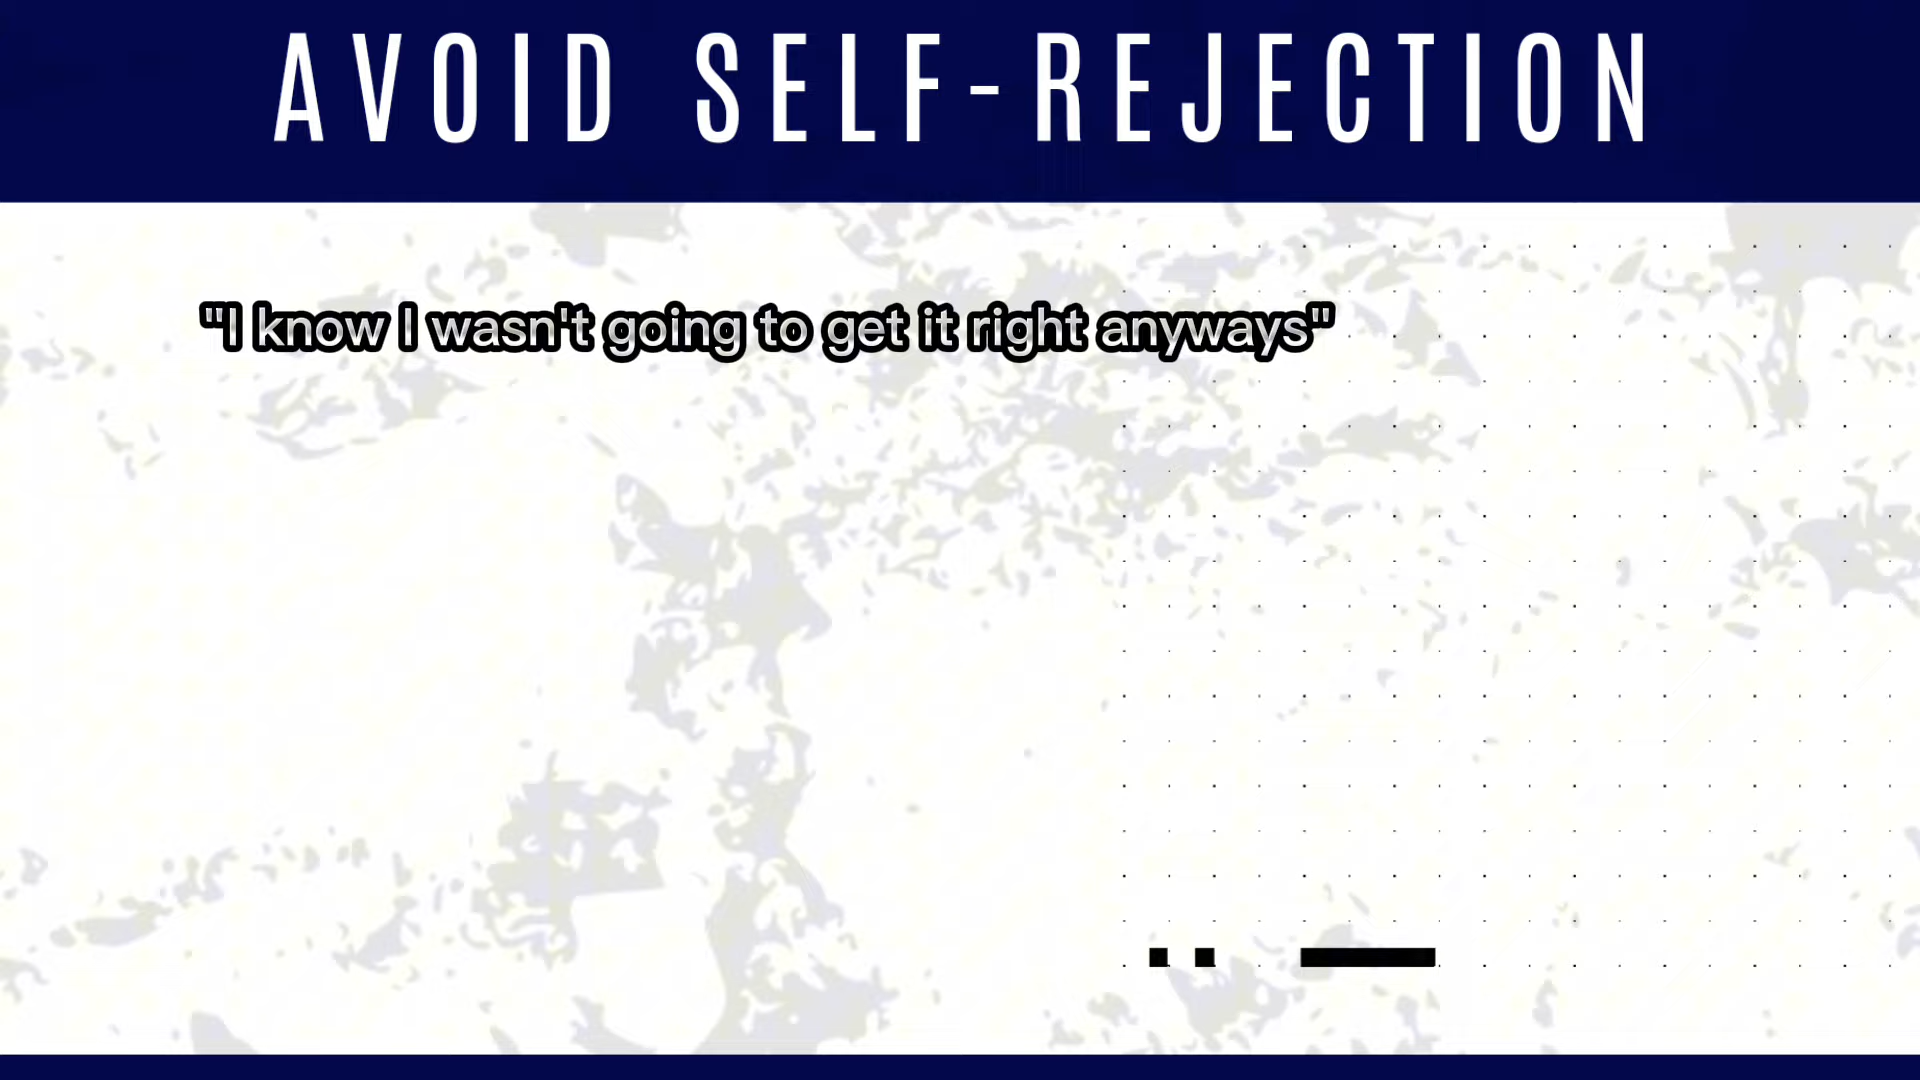 AVOID SELF-REJECTION
"I know I wasn't going to get it right anyways"